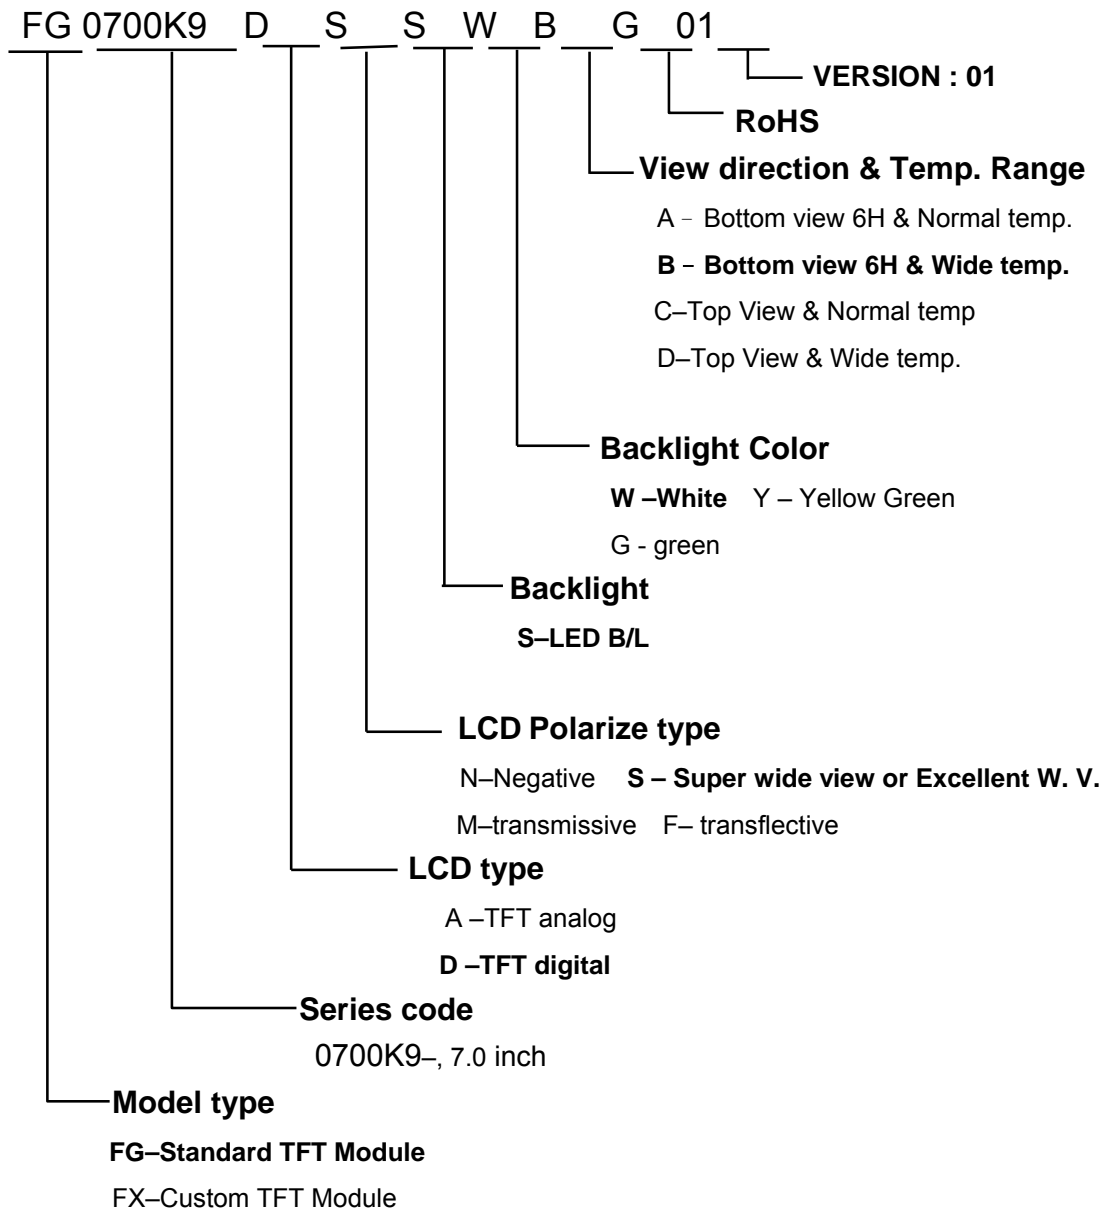 FG 0700K9 D S S W B G 01
VERSION : 01
RoHS
View direction & Temp. Range
A - Bottom view 6H & Normal temp.
B – Bottom view 6H & Wide temp.
C–Top View & Normal temp
D–Top View & Wide temp.
Backlight Color
W –White Y – Yellow Green
G - green
Backlight
S–LED B/L
LCD Polarize type
N–Negative S – Super wide view or Excellent W. V.
M–transmissive F– transflective
LCD type
A –TFT analog
D –TFT digital
Series code
0700K9–, 7.0 inch
Model type
FG–Standard TFT Module
FX–Custom TFT Module